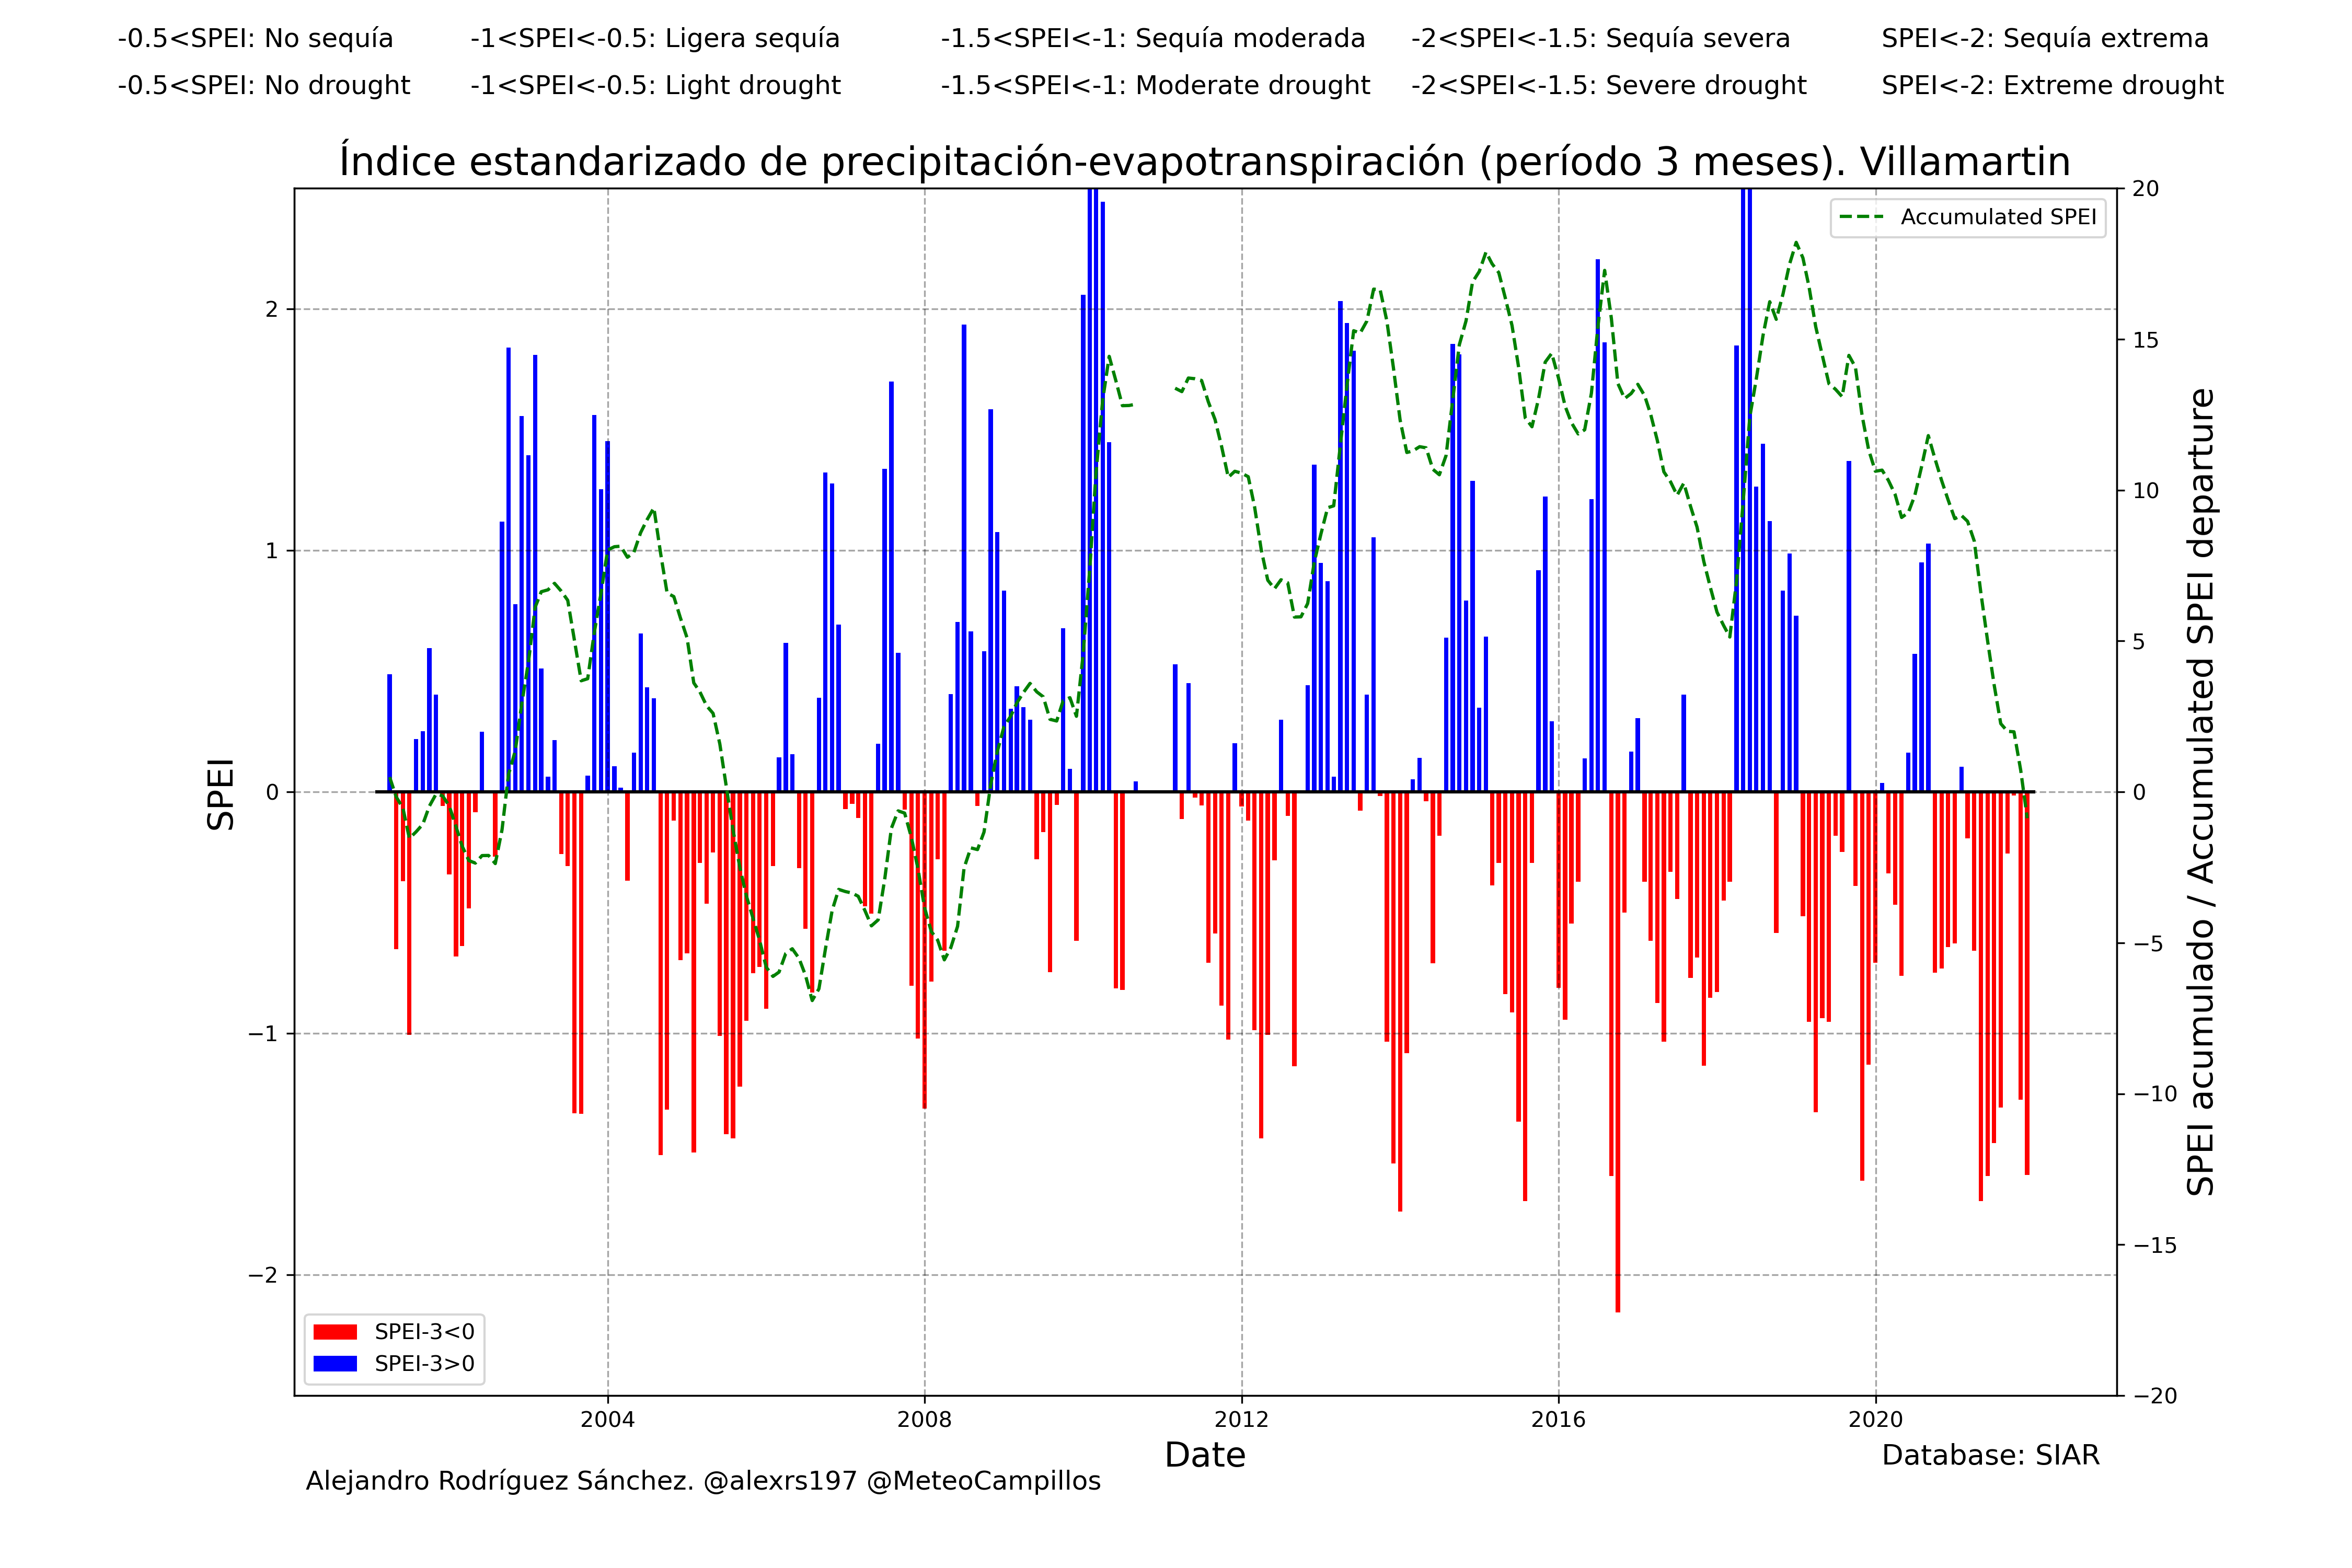 -0.5<SPEI: No sequía -1<SPEI<-0.5: Ligera sequía -1.5<SPEI<-1: Sequía moderada -2<SPEI<-1.5: Sequía severa SPEI<-2: Sequía extrema
-0.5<SPEI: No drought -1<SPEI<-0.5: Light drought -1.5<SPEI<-1: Moderate drought -2<SPEI<-1.5: Severe drought SPEI<-2: Extreme drought
Índice estandarizado de precipitación-evapotranspiración (período 3 meses). Villamartin
Accumulated SPEI
SPEI
2
1
0
−1
−2
20
15
10
5
0
−5
−10
−15
−20
SPEI acumulado / Accumulated SPEI departure
SPEI-3<0
SPEI-3>0
2004 2008 2012 2016 2020
Date
Database: SIAR
Alejandro Rodríguez Sánchez. @alexrs197 @MeteoCampillos